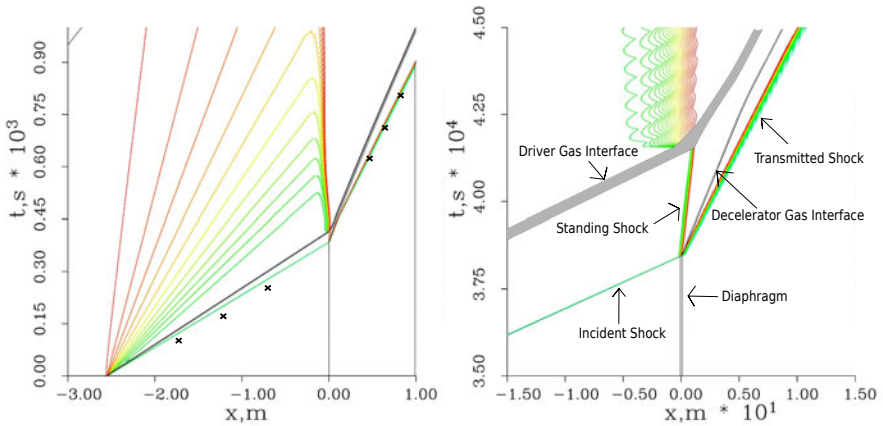 t,s * 10³
0.90
0.75
0.60
0.45
0.30
0.15
0.00
−3.00 −2.00 −1.00 0.00 1.00
x,m
t,s * 10⁴
4.50
4.25
4.00
3.75
3.50
Driver Gas Interface
Transmitted Shock
Decelerator Gas Interface
Standing Shock
Diaphragm
Incident Shock
−1.50 −0.50 0.00 0.50 1.00 1.50
x,m * 10¹